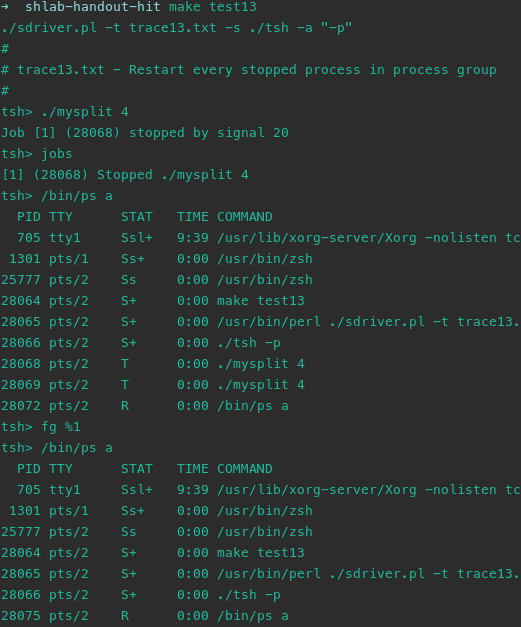 ➜  shlab-handout-hit make test13
./sdriver.pl -t trace13.txt -s ./tsh -a "-p"
#
# trace13.txt - Restart every stopped process in process group
#
tsh> ./mysplit 4
Job [1] (28068) stopped by signal 20
tsh> jobs
[1] (28068) Stopped ./mysplit 4
tsh> /bin/ps a
  PID TTY      STAT   TIME COMMAND
  705 tty1     Ssl+   9:39 /usr/lib/xorg-server/Xorg -nolisten tc
 1301 pts/1    Ss+    0:00 /usr/bin/zsh
25777 pts/2    Ss     0:00 /usr/bin/zsh
28064 pts/2    S+     0:00 make test13
28065 pts/2    S+     0:00 /usr/bin/perl ./sdriver.pl -t trace13.
28066 pts/2    S+     0:00 ./tsh -p
28068 pts/2    T      0:00 ./mysplit 4
28069 pts/2    T      0:00 ./mysplit 4
28072 pts/2    R      0:00 /bin/ps a
tsh> fg %1
tsh> /bin/ps a
  PID TTY      STAT   TIME COMMAND
  705 tty1     Ssl+   9:39 /usr/lib/xorg-server/Xorg -nolisten tc
 1301 pts/1    Ss+    0:00 /usr/bin/zsh
25777 pts/2    Ss     0:00 /usr/bin/zsh
28064 pts/2    S+     0:00 make test13
28065 pts/2    S+     0:00 /usr/bin/perl ./sdriver.pl -t trace13.
28066 pts/2    S+     0:00 ./tsh -p
28075 pts/2    R      0:00 /bin/ps a